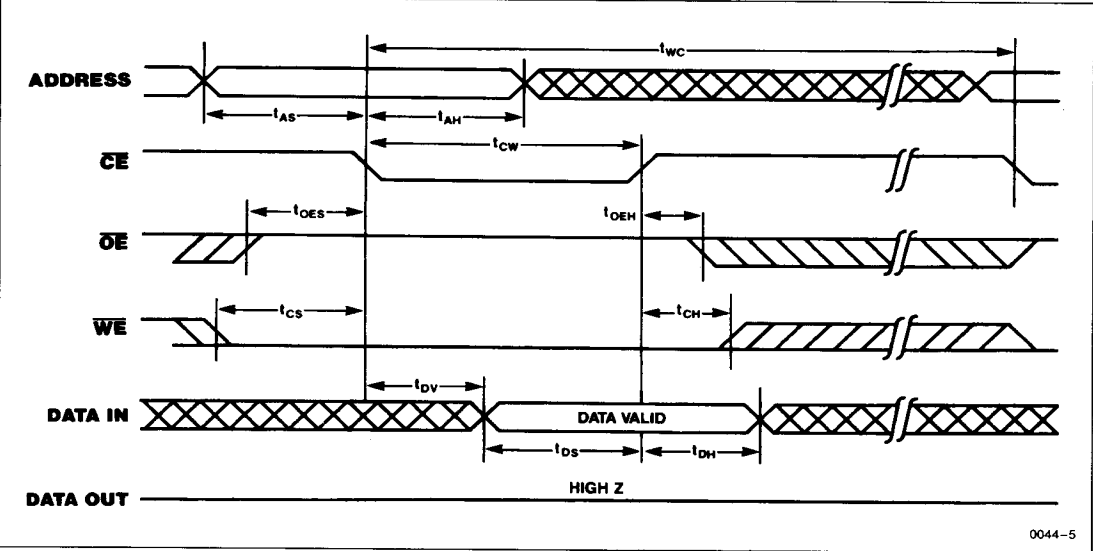 tWC
ADDRESS
tAS
tAH
tCW
CE
tOES
tOEH
OE
tCS
tCH
WE
tDV
DATA IN
DATA VALID
tDS
tDH
HIGH Z
DATA OUT
0044-5